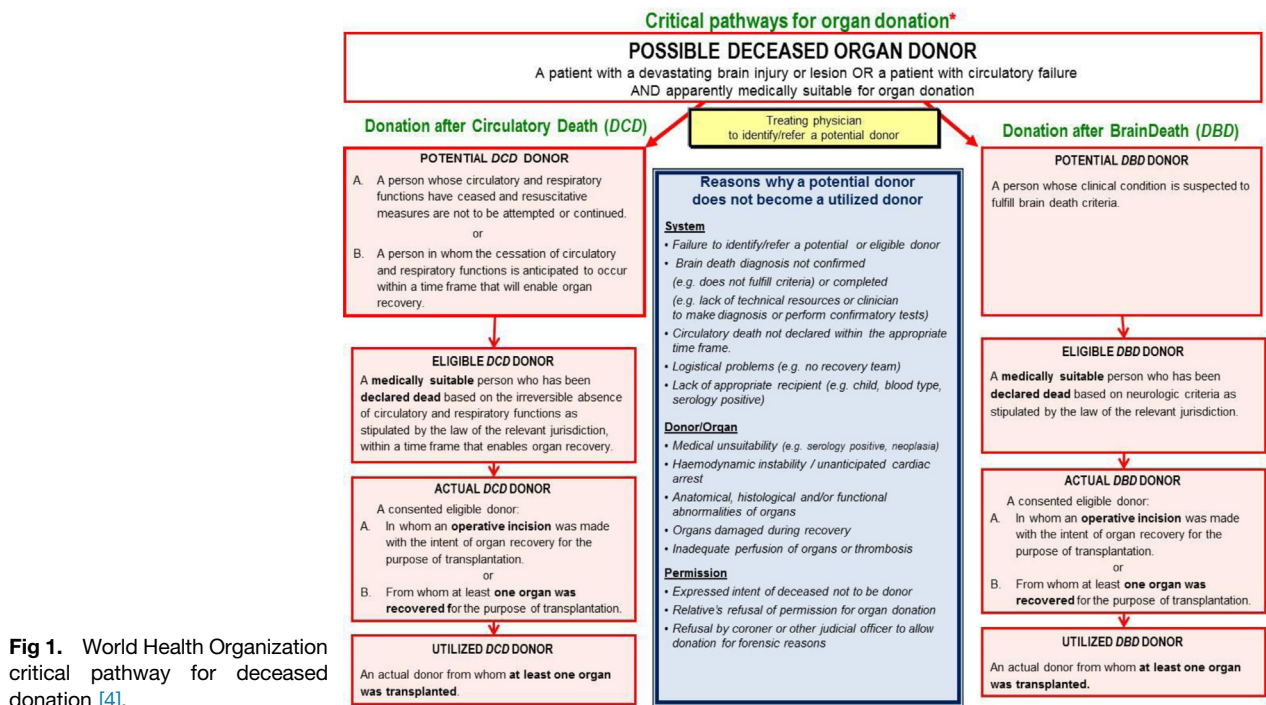 Critical pathways for organ donation*
POSSIBLE DECEASED ORGAN DONOR
A patient with a devastating brain injury or lesion OR a patient with circulatory failure
AND apparently medically suitable for organ donation
Treating physician
to identify/refer a potential donor
Donation after Circulatory Death (DCD)
POTENTIAL DCD DONOR
A. A person whose circulatory and respiratory
functions have ceased and resuscitative
measures are not to be attempted or continued.
or
B. A person in whom the cessation of circulatory
and respiratory functions is anticipated to occur
within a time frame that will enable organ
recovery.
ELIGIBLE DCD DONOR
A medically suitable person who has been
declared dead based on the irreversible absence
of circulatory and respiratory functions as
stipulated by the law of the relevant jurisdiction,
within a time frame that enables organ recovery.
ACTUAL DCD DONOR
A consented eligible donor:
A. In whom an operative incision was made
with the intent of organ recovery for the
purpose of transplantation.
or
B. From whom at least one organ was
recovered for the purpose of transplantation.
UTILIZED DCD DONOR
An actual donor from whom at least one organ
was transplanted.
Reasons why a potential donor
does not become a utilized donor
System
• Failure to identify/refer a potential or eligible donor
• Brain death diagnosis not confirmed
(e.g. does not fulfill criteria) or completed
(e.g. lack of technical resources or clinician
to make diagnosis or perform confirmatory tests)
• Circulatory death not declared within the appropriate
time frame.
• Logistical problems (e.g. no recovery team)
• Lack of appropriate recipient (e.g. child, blood type,
serology positive)
Donor/Organ
• Medical unsuitability (e.g. serology positive, neoplasia)
• Haemodynamic instability / unanticipated cardiac
arrest
• Anatomical, histological and/or functional
abnormalities of organs
• Organs damaged during recovery
• Inadequate perfusion of organs or thrombosis
Permission
• Expressed intent of deceased not to be donor
• Relative's refusal of permission for organ donation
• Refusal by coroner or other judicial officer to allow
donation for forensic reasons
Donation after BrainDeath (DBD)
POTENTIAL DBD DONOR
A person whose clinical condition is suspected to
fulfill brain death criteria.
ELIGIBLE DBD DONOR
A medically suitable person who has been
declared dead based on neurologic criteria as
stipulated by the law of the relevant jurisdiction.
ACTUAL DBD DONOR
A consented eligible donor:
A. In whom an operative incision was made
with the intent of organ recovery for the
purpose of transplantation.
or
B. From whom at least one organ was
recovered for the purpose of transplantation.
UTILIZED DBD DONOR
An actual donor from whom at least one organ
was transplanted.
Fig 1. World Health Organization
critical pathway for deceased
donation [4].